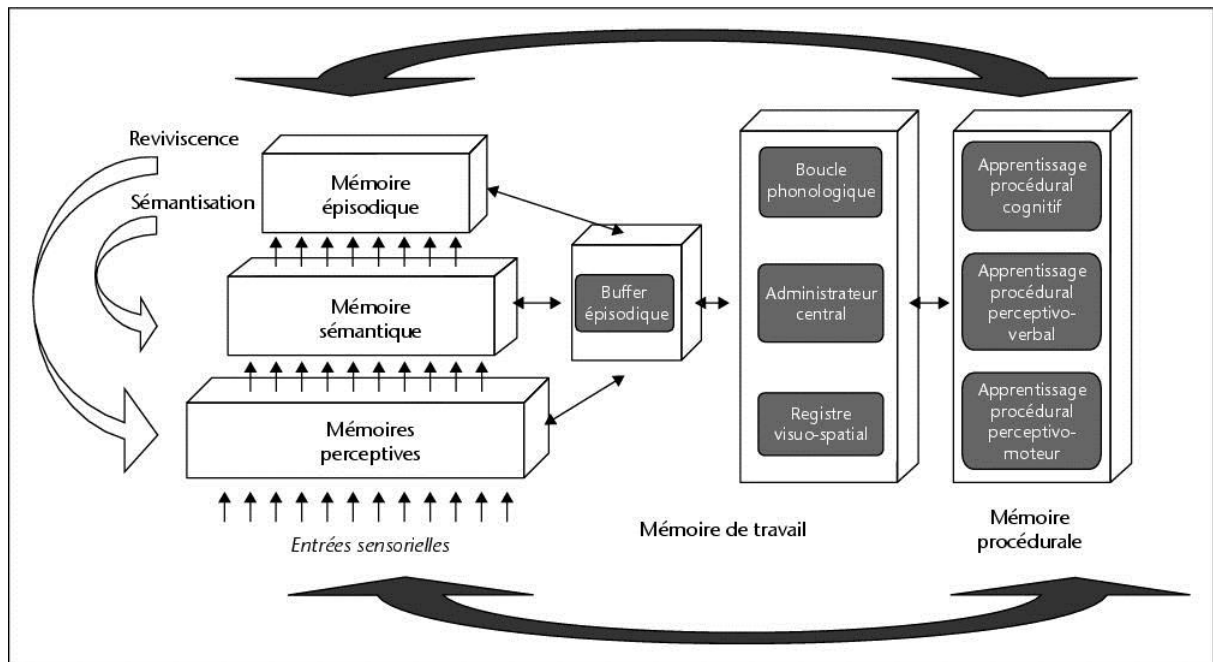 Reviviscence
Sémantisation
Mémoire
épisodique
Mémoire
sémantique
Mémoires
perceptives
Entrées sensorielles
Buffer
épisodique
Boucle
phonologique
Administrateur
central
Registre
visuo-spatial
Mémoire de travail
Apprentissage
procédural
cognitif
Apprentissage
procédural
perceptivo-
verbal
Apprentissage
procédural
perceptivo-
moteur
Mémoire
procédurale